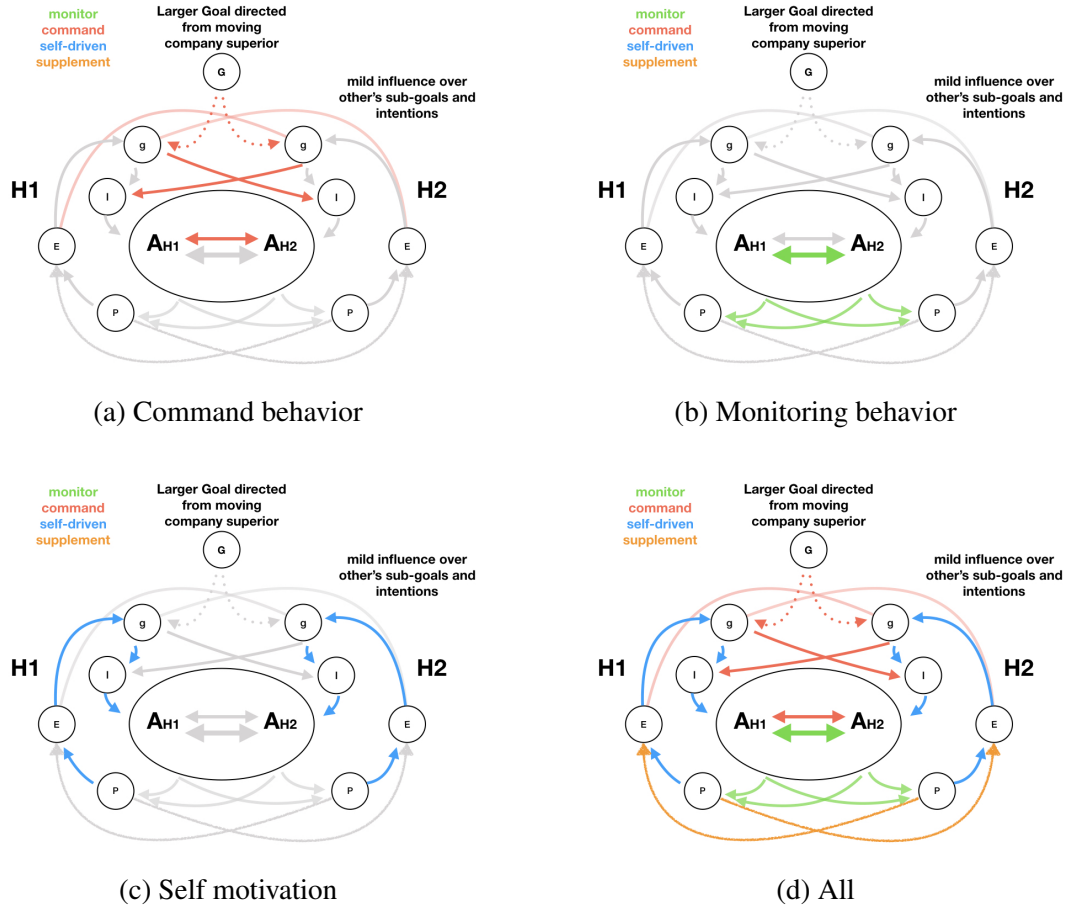 monitor
command
self-driven
supplement
Larger Goal directed
from moving
company superior
G
mild influence over
other's sub-goals and
intentions
g
g
H1
I
I
H2
E
AH1
AH2
E
P
P
(a) Command behavior
monitor
command
self-driven
supplement
Larger Goal directed
from moving
company superior
G
mild influence over
other's sub-goals and
intentions
g
g
H1
I
I
H2
E
AH1
AH2
E
P
P
(b) Monitoring behavior
monitor
command
self-driven
supplement
Larger Goal directed
from moving
company superior
G
mild influence over
other's sub-goals and
intentions
g
g
H1
I
I
H2
E
AH1
AH2
E
P
P
(c) Self motivation
monitor
command
self-driven
supplement
Larger Goal directed
from moving
company superior
G
mild influence over
other's sub-goals and
intentions
g
g
H1
I
I
H2
E
AH1
AH2
E
P
P
(d) All